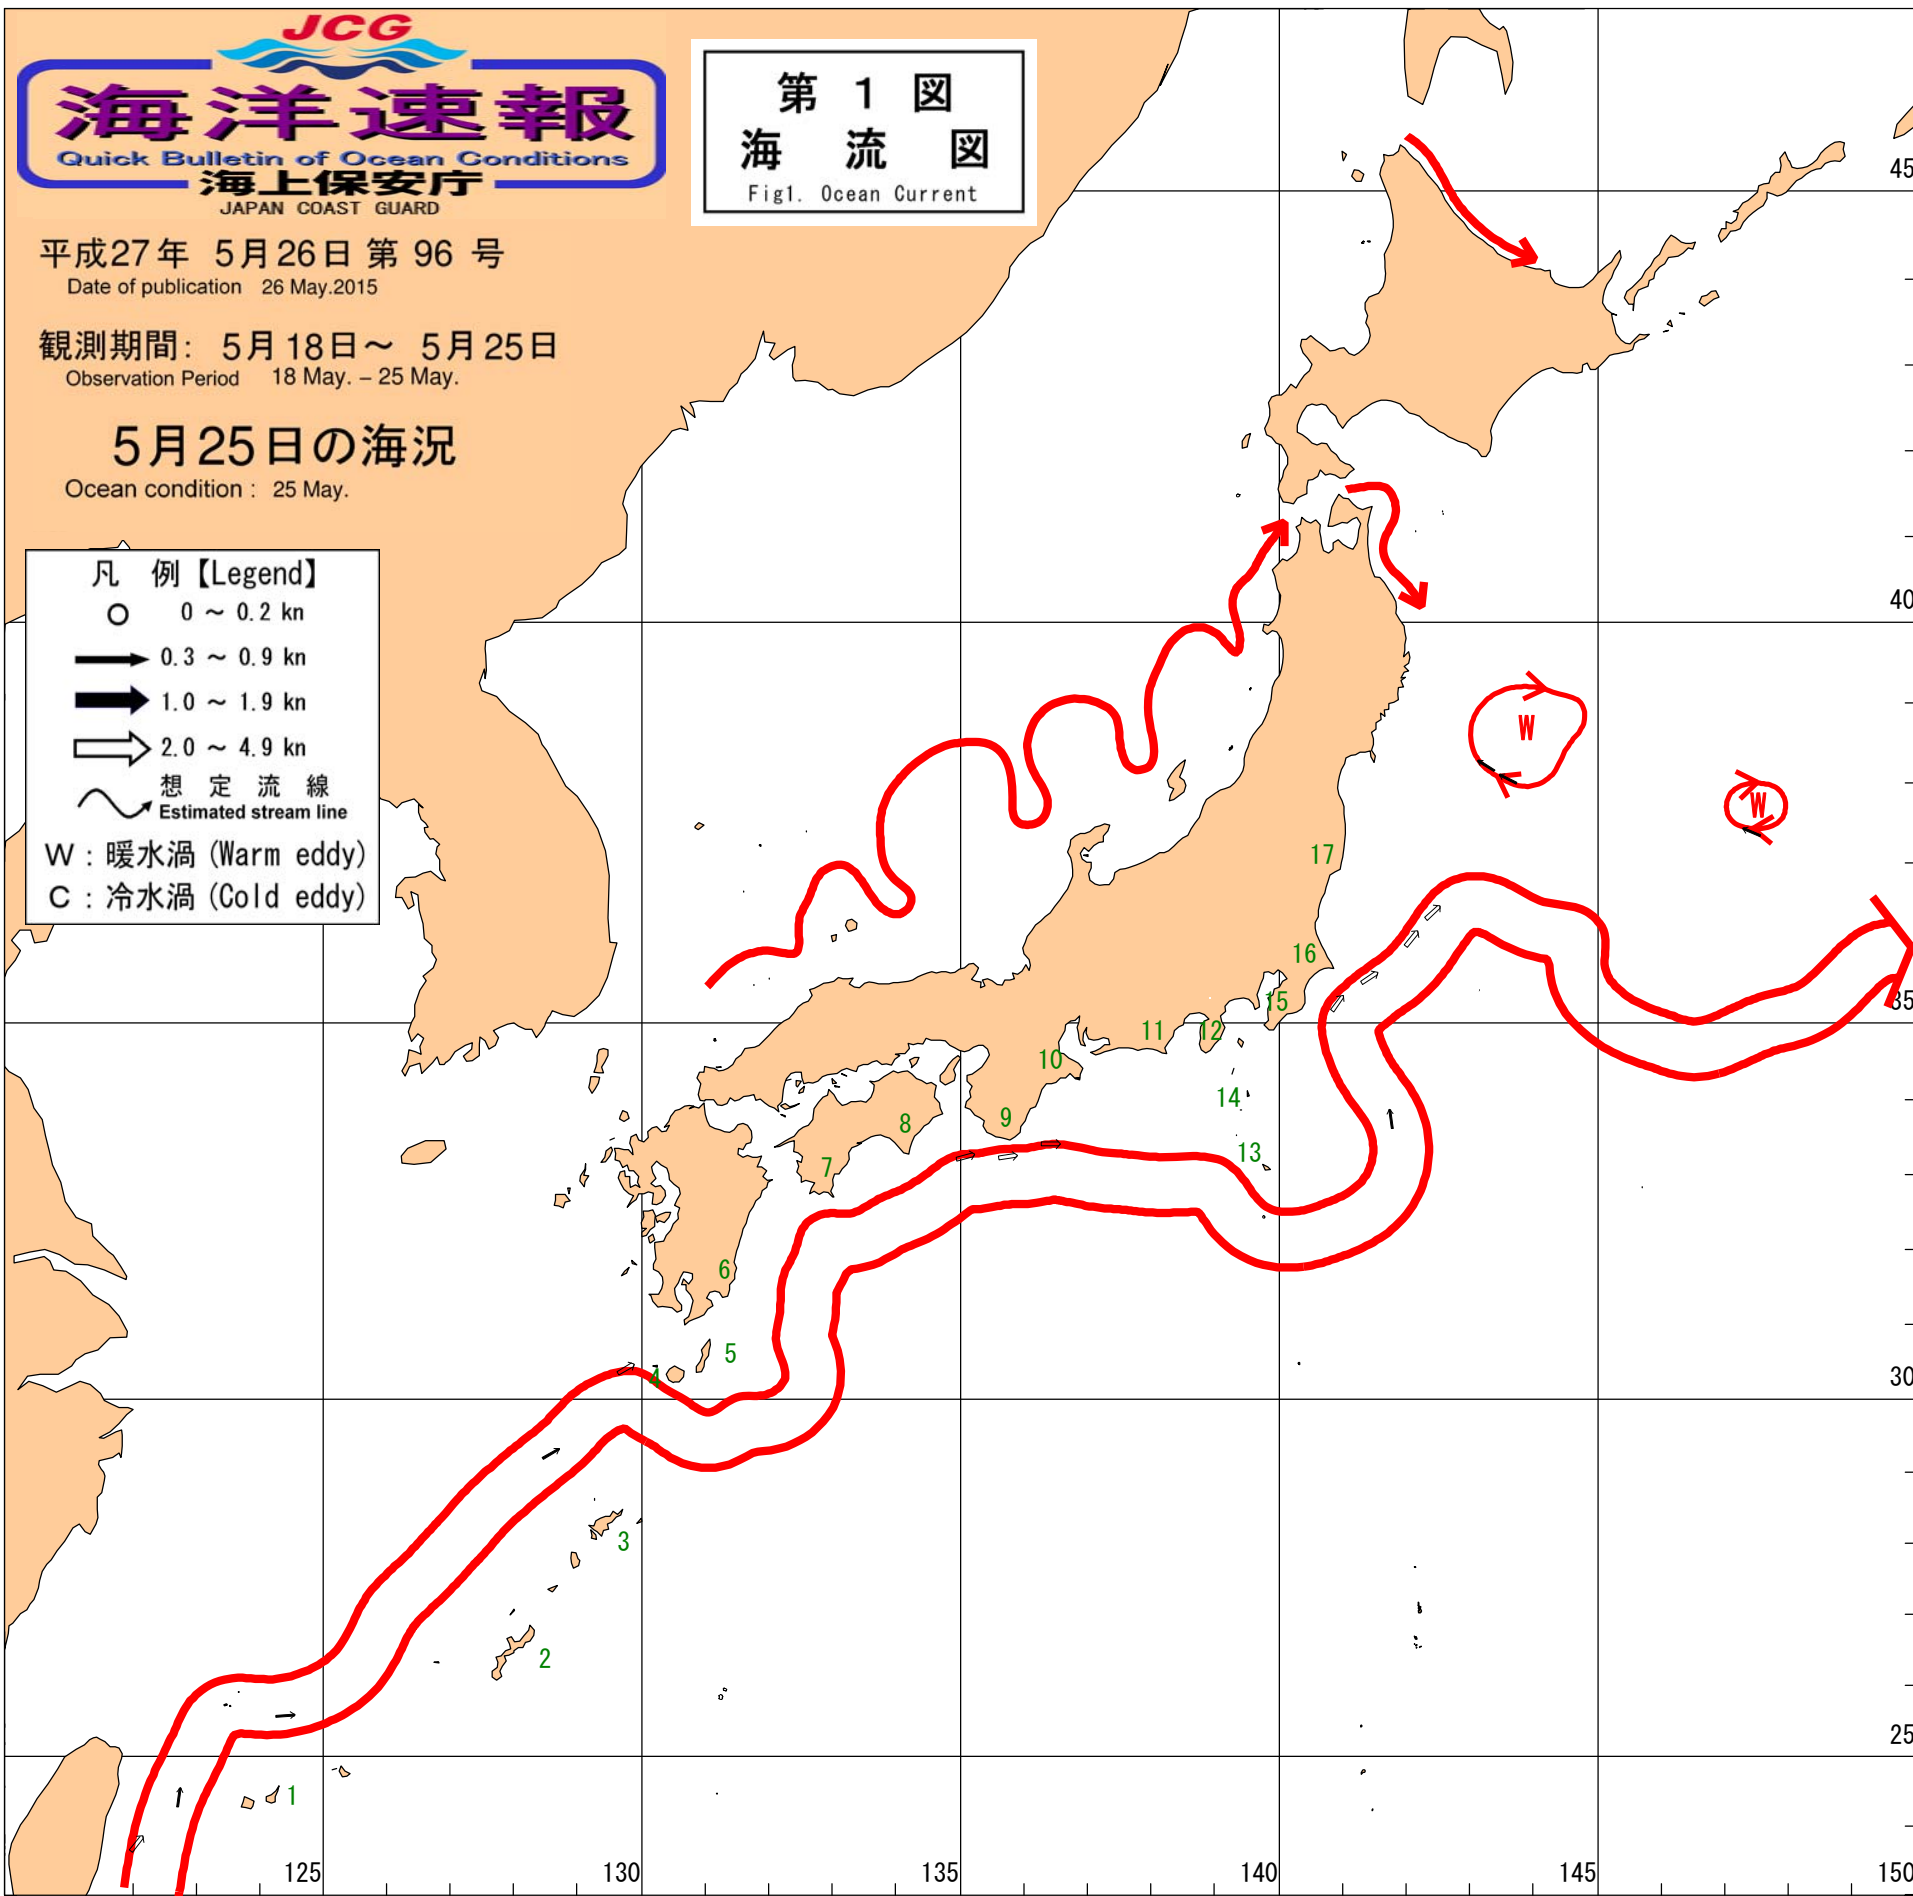 JCG
海洋速報
Quick Bulletin of Ocean Conditions
海上保安庁
JAPAN COAST GUARD
第 1 図
海 流 図
Fig1. Ocean Current
平成27年 5月26日 第 96 号
Date of publication 26 May.2015
観測期間: 5月18日～ 5月25日
Observation Period 18 May. – 25 May.
5月25日の海況
Ocean condition : 25 May.
凡 例【Legend】
0 ～ 0.2 kn
0.3 ～ 0.9 kn
1.0 ～ 1.9 kn
2.0 ～ 4.9 kn
想 定 流 線
Estimated stream line
W : 暖水渦 (Warm eddy)
C : 冷水渦 (Cold eddy)
45
40
W
W
17
16
35
15
12
11
10
14
9
8
13
7
6
5
4
30
3
2
25
1
125
130
135
140
145
150